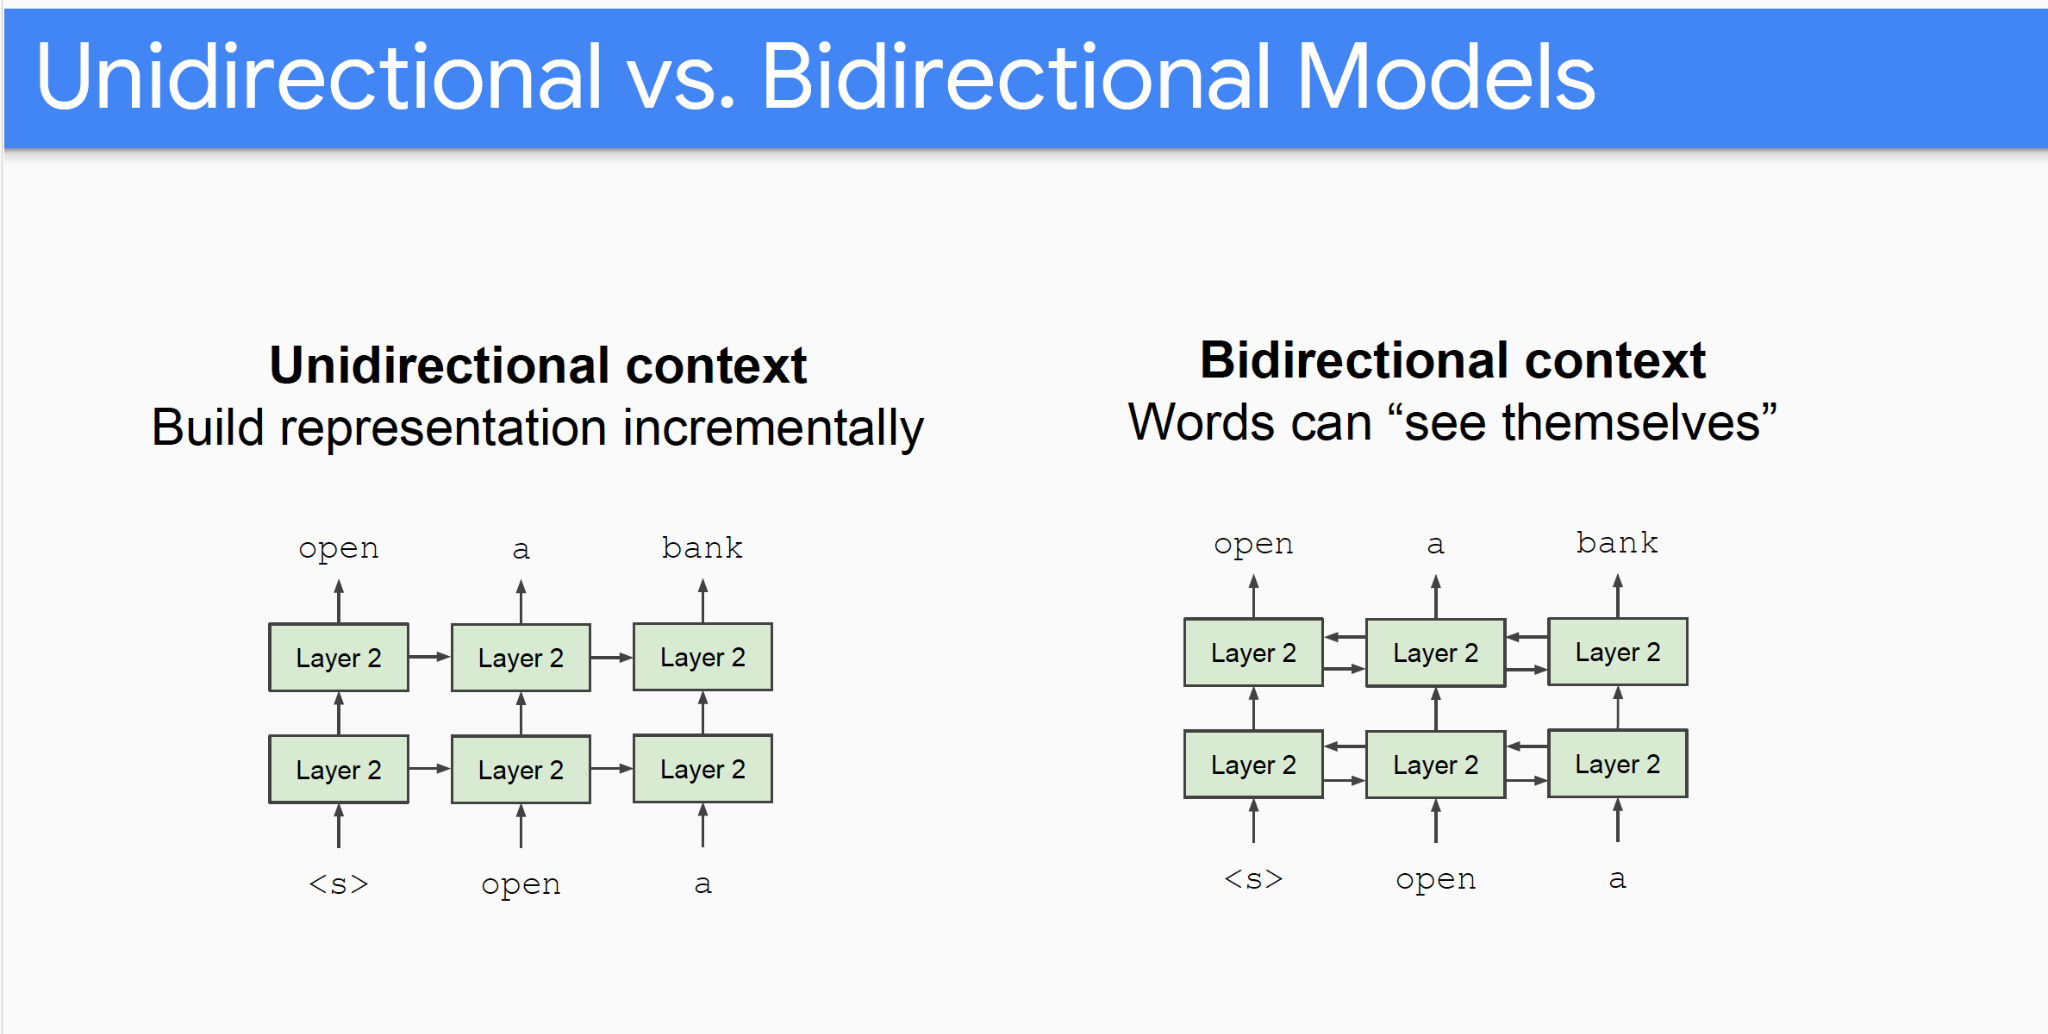 Unidirectional vs. Bidirectional Models
Unidirectional context
Build representation incrementally
open a bank
Layer 2 Layer 2 Layer 2
Layer 2 Layer 2 Layer 2
<s> open a
Bidirectional context
Words can “see themselves”
open a bank
Layer 2 Layer 2 Layer 2
Layer 2 Layer 2 Layer 2
<s> open a